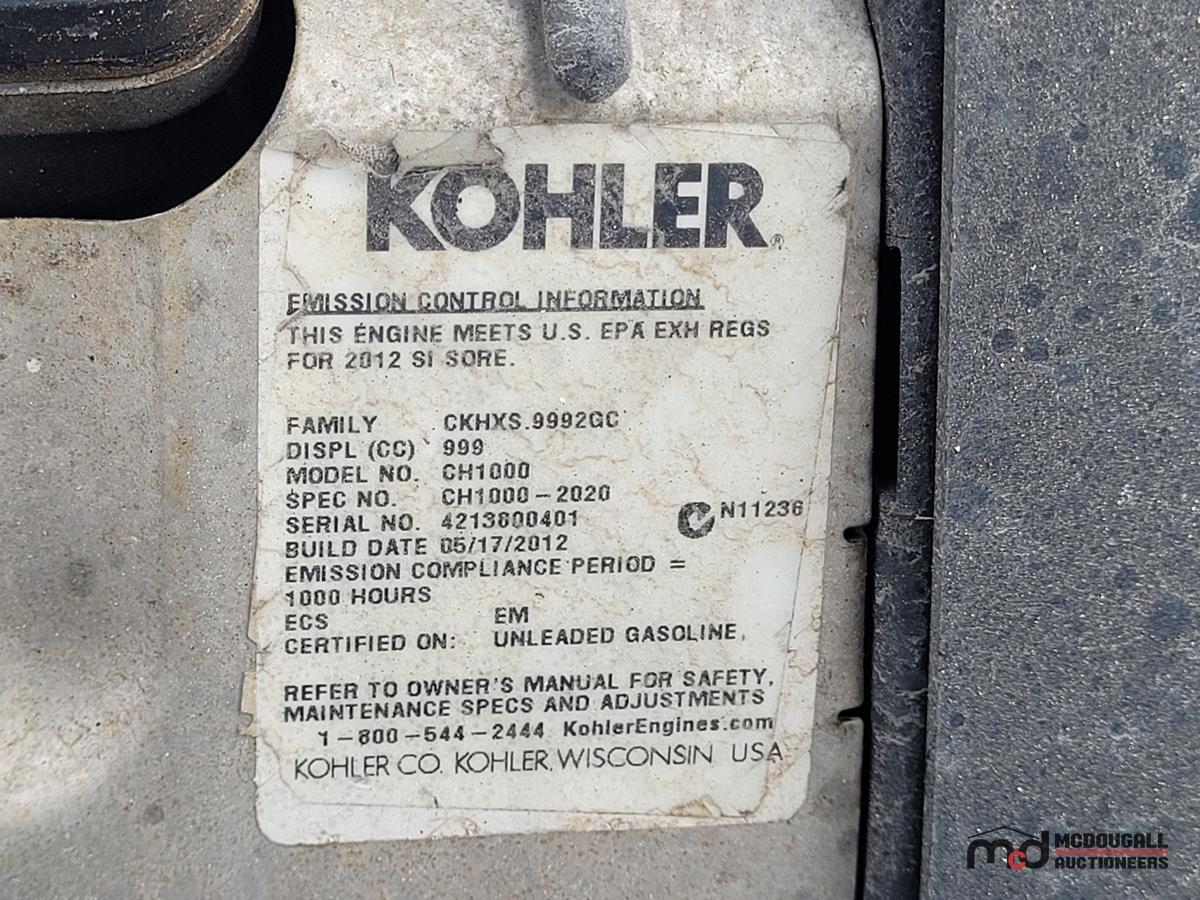 KOHLER®
EMISSION CONTROL INFORMATION
THIS ENGINE MEETS U.S. EPA EXH REGS
FOR 2012 SI SORE.
FAMILY CKHXS.9992GC
DISPL (CC) 999
MODEL NO. CH1000
SPEC NO. CH1000-2020
SERIAL NO. 4213600401
N11236
BUILD DATE 05/17/2012
EMISSION COMPLIANCE PERIOD =
1000 HOURS
ECS EM
CERTIFIED ON: UNLEADED GASOLINE.
REFER TO OWNER'S MANUAL FOR SAFETY,
MAINTENANCE SPECS AND ADJUSTMENTS
1-800-544-2444 KohlerEngines.com
KOHLER CO. KOHLER, WISCONSIN USA
mcd MCDOUGALL
AUCTIONEERS